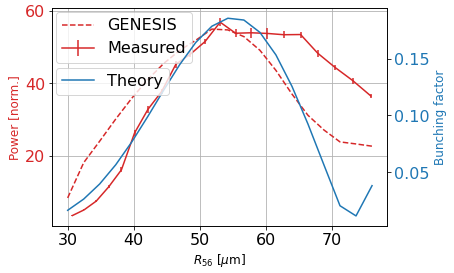 60
40
20
Power [norm.]
GENESIS
Measured
Theory
0.15
0.10
0.05
Bunching factor
30 40 50 60 70
R56 [μm]